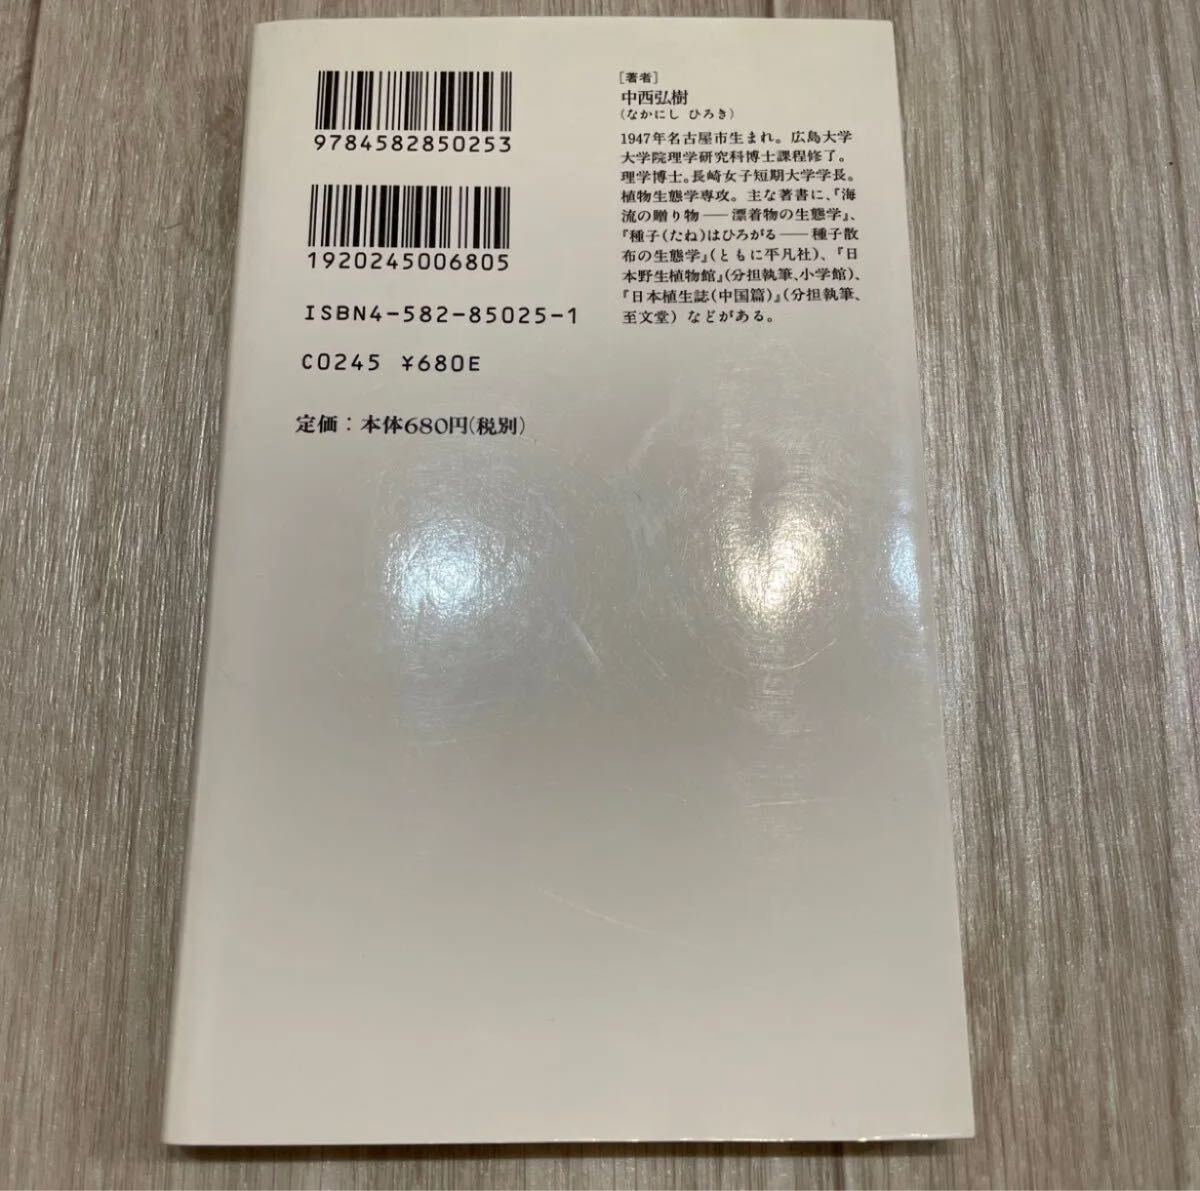 9784582850253
1920245006805
ISBN4-582-85025-1
C0245 ¥680E
定価：本体680円(税別)
［著者］
中西弘樹
(なかにし ひろき)
1947年名古屋市生まれ。広島大学
大学院理学研究科博士課程修了。
理学博士。長崎女子短期大学学長。
植物生態学専攻。主な著書に、『海
流の贈り物——漂着物の生態学』、
『種子(たね)はひろがる——種子散
布の生態学』(ともに平凡社)、『日
本野生植物館』(分担執筆、小学館)、
『日本植生誌(中国篇)』(分担執筆、
至文堂)などがある。